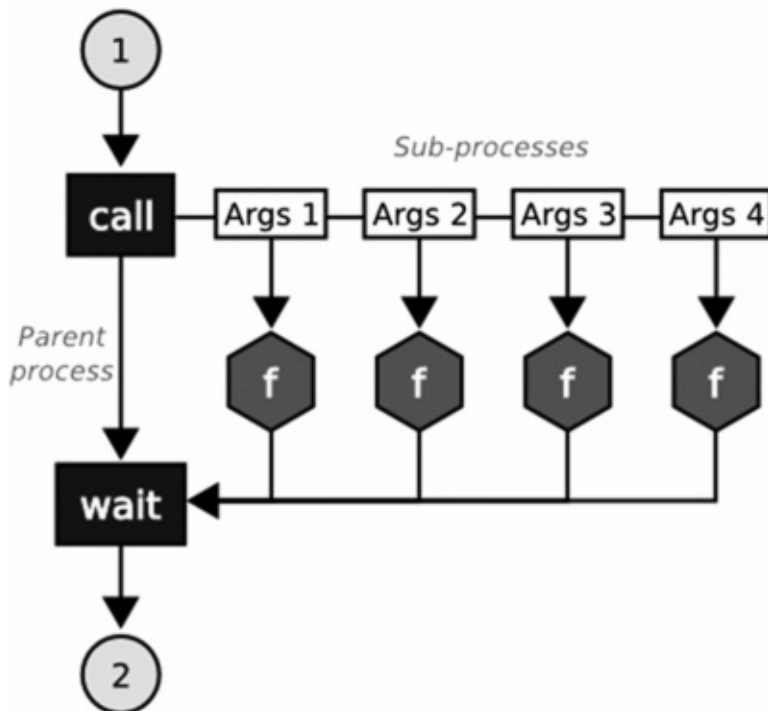 1
Sub-processes
call
Args 1
Args 2
Args 3
Args 4
Parent
process
f
f
f
f
wait
2